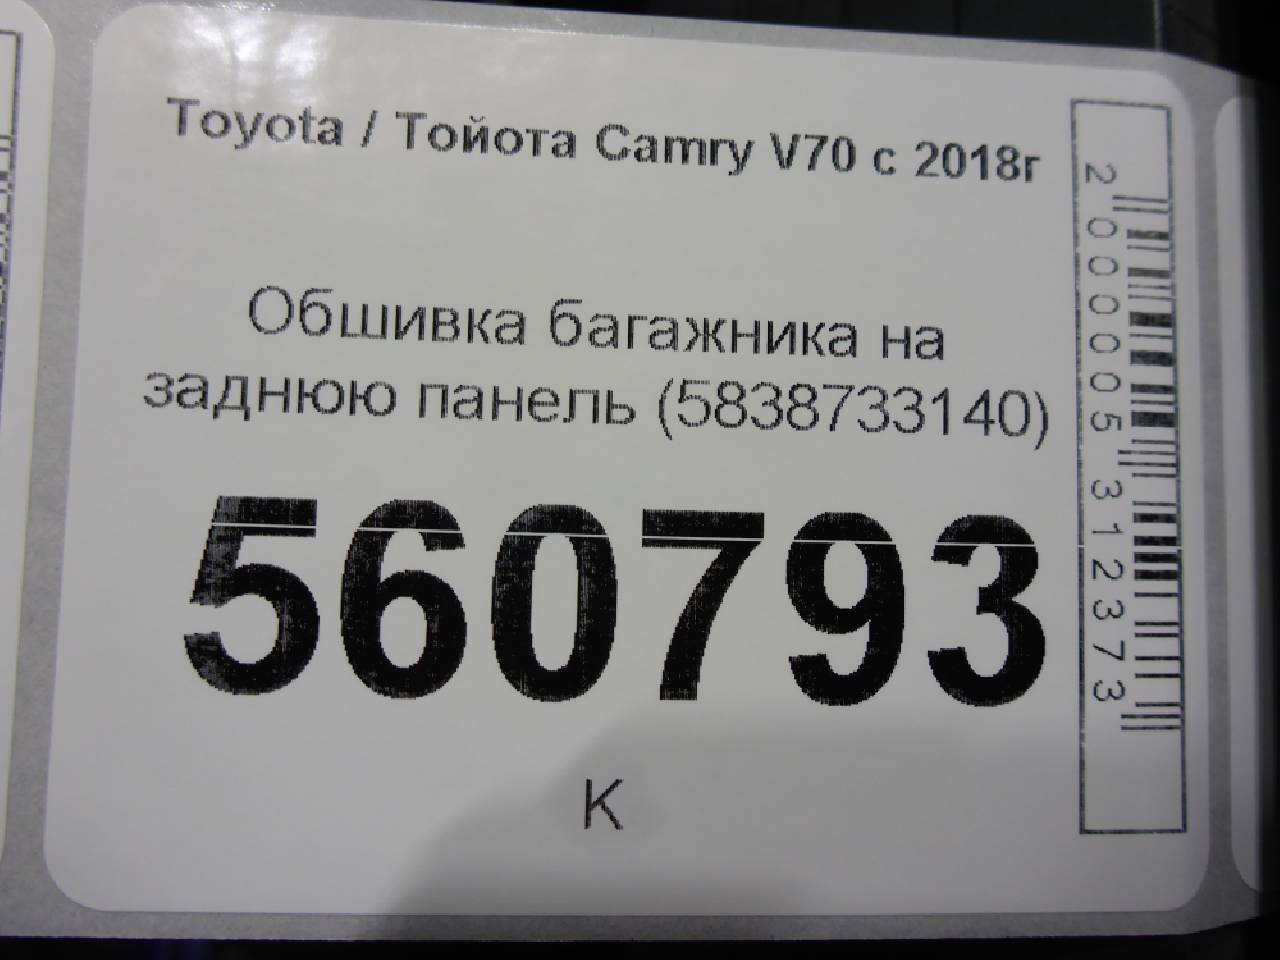 Toyota / Тойота Camry V70 с 2018г
Обшивка багажника на
заднюю панель (5838733140)
560793
К
2000005312373